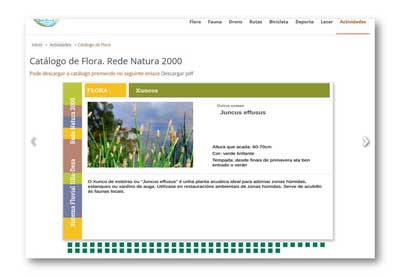 Flora Fauna Drons Rutas Bicicleta Deporte Lecer Actividades
Inicio » Actividades » Catálogo de Flora
Catálogo de Flora. Rede Natura 2000
Pode descargar o catálogo premendo no seguinte enlace Descargar pdf
FLORA Xuncos
Outros nomes
Juncus effusus
Altura que acada: 60-70cm
Cor: verde brillante
Tempada: desde finais de primavera ata ben
entrado o verán
Sistema Fluvial Ulla-Deza Rede Natura 2000
O Xunco de esteiras ou "Juncus effusus" é unha planta acuática ideal para adornar zonas húmidas,
estanques ou xardíns de auga. Utilízase en restauracións ambientais de zonas húmidas. Serve de acubillo
ás faunas locais.